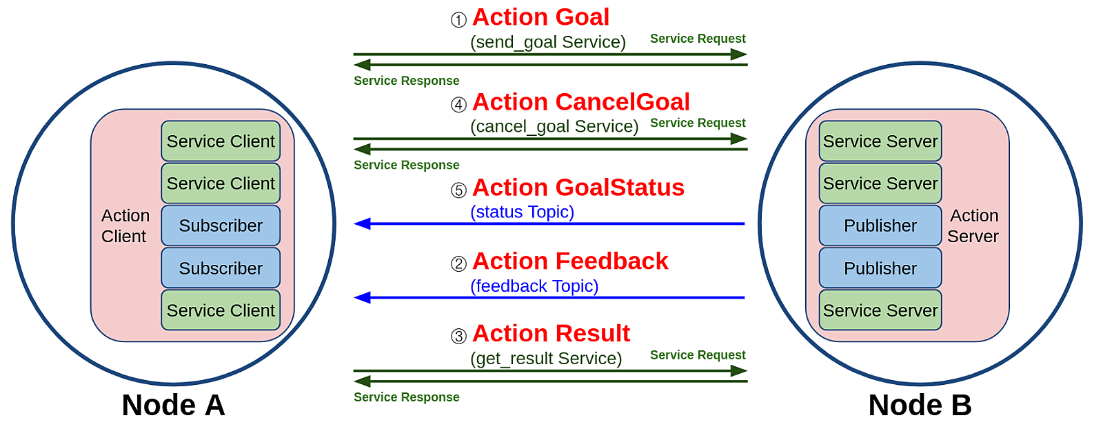 ① Action Goal
(send_goal Service)
Service Request
Service Response
④ Action CancelGoal
(cancel_goal Service)
Service Request
Service Response
⑤ Action GoalStatus
(status Topic)
② Action Feedback
(feedback Topic)
③ Action Result
(get_result Service)
Service Request
Service Response
Action
Client
Service Client
Service Client
Subscriber
Subscriber
Service Client
Node A
Service Server
Service Server
Publisher
Publisher
Service Server
Action
Server
Node B